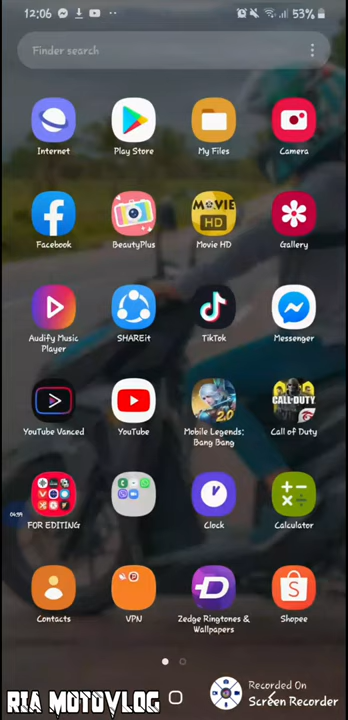 12:06
53%
Finder search
Internet
Play Store
My Files
Camera
Facebook
BeautyPlus
MOVIE
HD
Movie HD
Gallery
Audify Music
Player
SHAREit
TikTok
Messenger
YouTube Vanced
YouTube
2.0
Mobile Legends:
Bang Bang
CALL OF DUTY
Call of Duty
04:39
FOR EDITING
Clock
Calculator
Contacts
VPN
Zedge Ringtones &
Wallpapers
Shopee
RIA MOTOVLOG
Recorded On
Screen Recorder